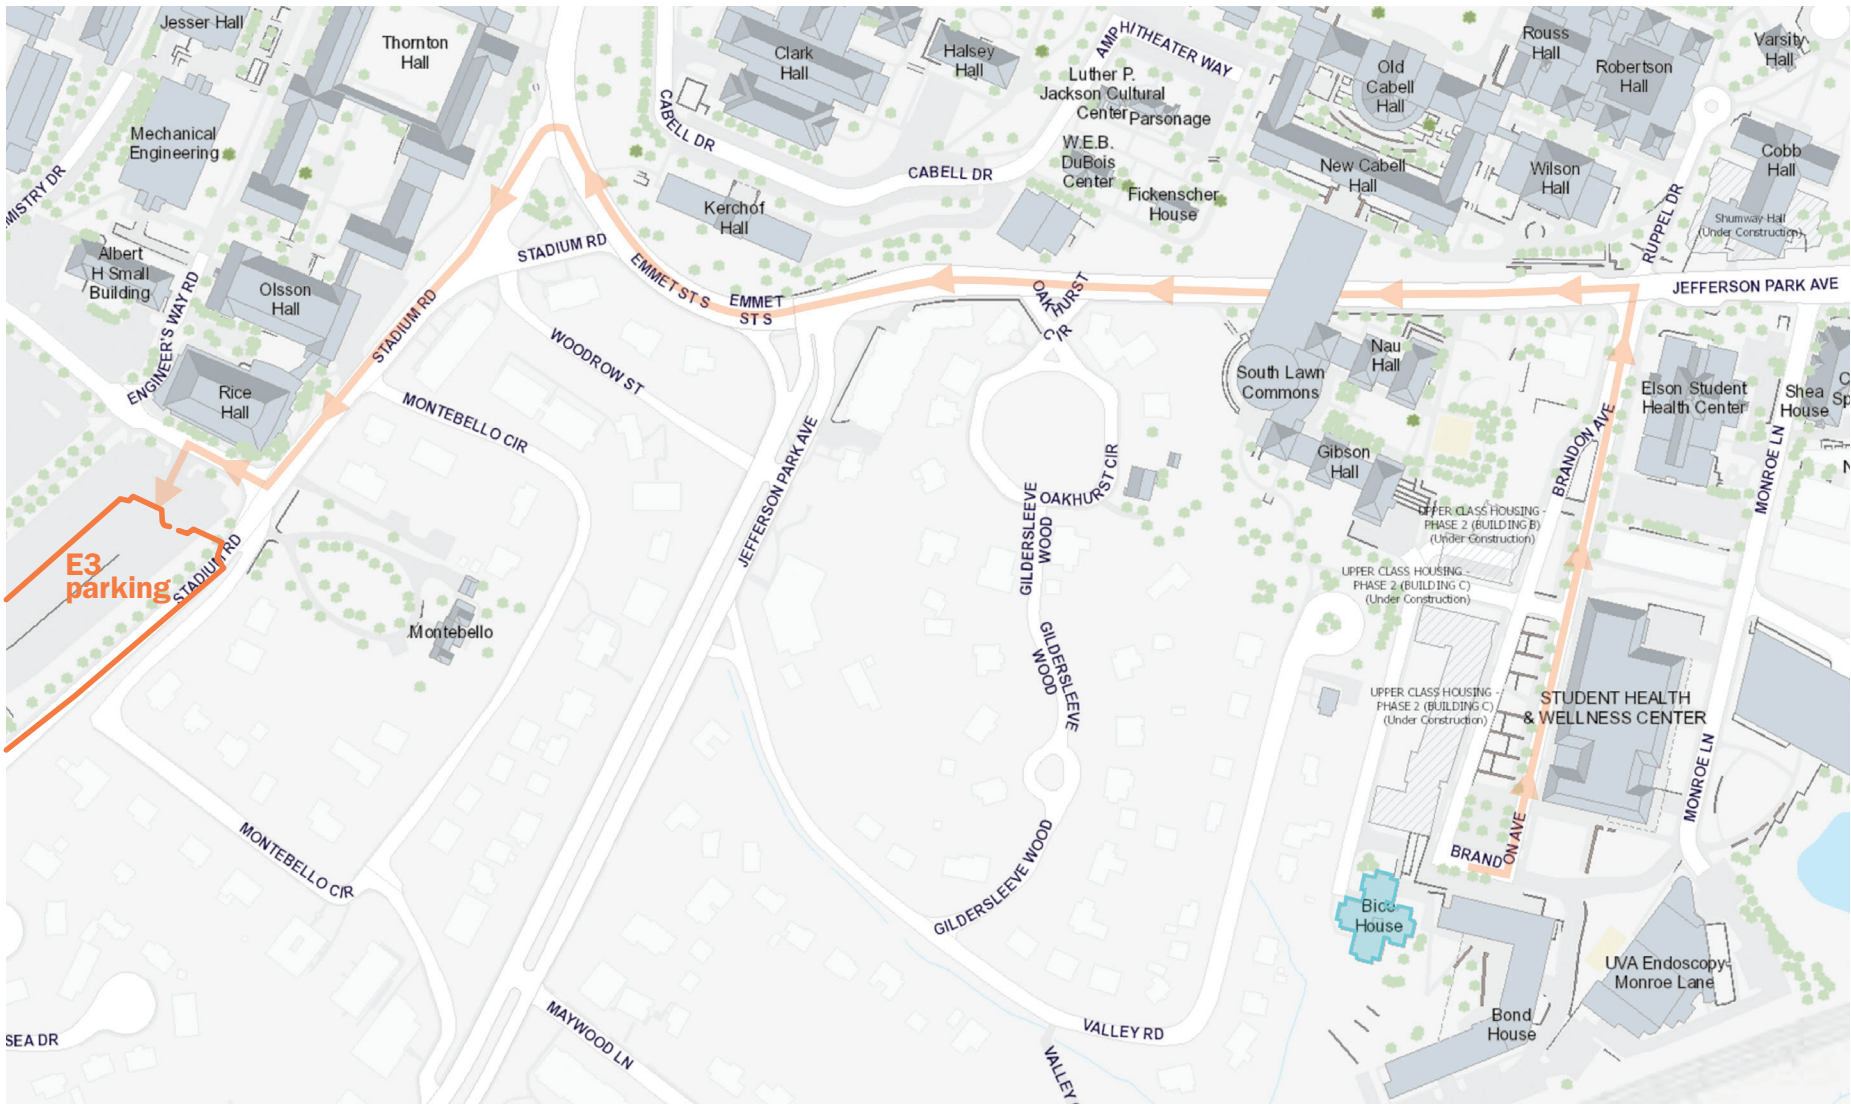 Jesser Hall
Thornton
Hall
Clark
Hall
Halsey
Hall
AMPHITHEATER WAY
Luther P.
Jackson Cultural
Center
Parsonage
Old
Cabell
Hall
Rouss
Hall
Robertson
Hall
Varsity
Hall
Mechanical
Engineering
MISTRY DR
CABELL DR
CABELL DR
W.E.B.
DuBois
Center
Fickenscher
House
New Cabell
Hall
Wilson
Hall
Cobb
Hall
Kerchof
Hall
Shumway Hall
(Under Construction)
RUPPEL DR
Albert
H Small
Building
Olsson
Hall
STADIUM RD
EMMET ST S
EMMET
ST S
OAKHURST
CIR
JEFFERSON PARK AVE
ENGINEER'S WAY RD
STADIUM RD
WOODROW ST
Nau
Hall
South Lawn
Commons
Elson Student
Health Center
Shea
House
C
Sp
Rice
Hall
MONTEBELLO CIR
JEFFERSON PARK AVE
OAKHURST CIR
Gibson
Hall
BRANDON AVE
MONROE LN
N
GILDERSLEEVE
WOOD
UPPER CLASS HOUSING -
PHASE 2 (BUILDING B)
(Under Construction)
E3
parking
STADIUM RD
UPPER CLASS HOUSING -
PHASE 2 (BUILDING C)
(Under Construction)
Montebello
GILDERSLEEVE
WOOD
UPPER CLASS HOUSING -
PHASE 2 (BUILDING C)
(Under Construction)
STUDENT HEALTH
& WELLNESS CENTER
MONROE LN
MONTEBELLO CIR
GILDERSLEEVE WOOD
BRANDON AVE
Bice
House
UVA Endoscopy-
Monroe Lane
Bond
House
SEA DR
MAYWOOD LN
VALLEY RD
VALLEY